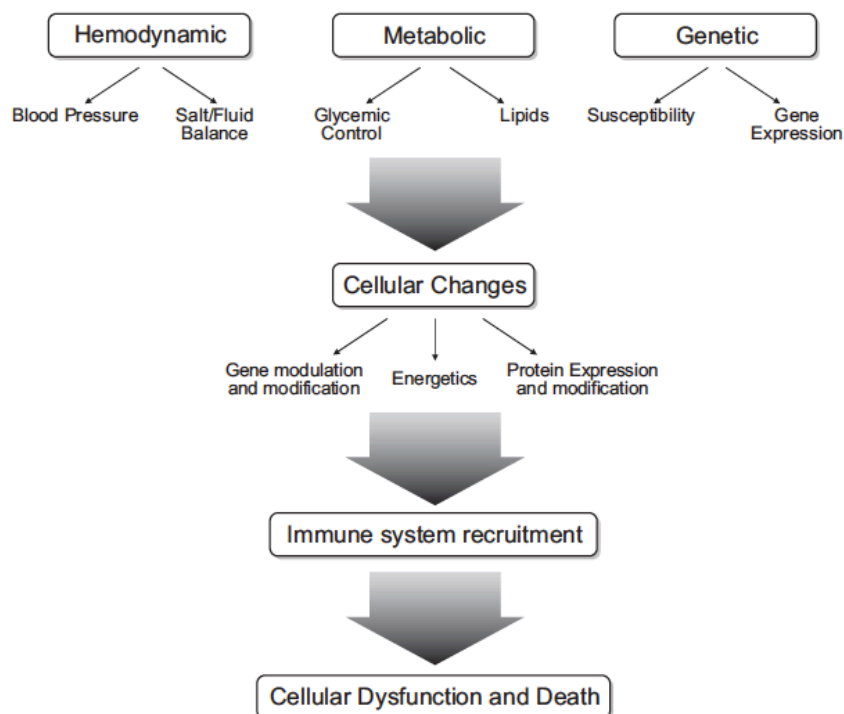 Hemodynamic
Metabolic
Genetic
Blood Pressure
Salt/Fluid
Balance
Glycemic
Control
Lipids
Susceptibility
Gene
Expression
Cellular Changes
Gene modulation
and modification
Energetics
Protein Expression
and modification
Immune system recruitment
Cellular Dysfunction and Death